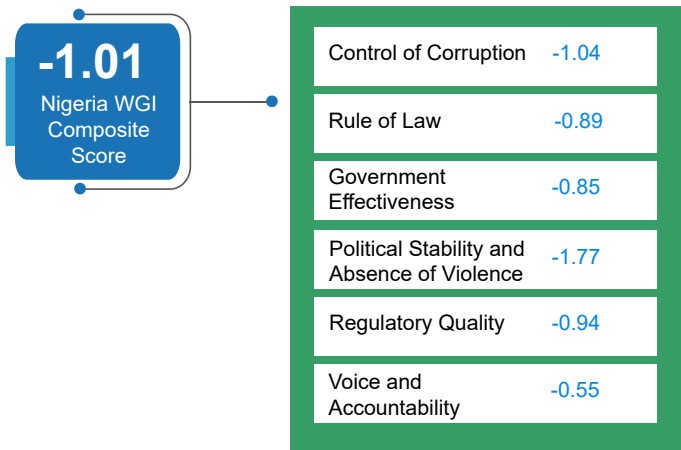 -1.01
Nigeria WGI
Composite
Score
Control of Corruption -1.04
Rule of Law -0.89
Government
Effectiveness -0.85
Political Stability and
Absence of Violence -1.77
Regulatory Quality -0.94
Voice and
Accountability -0.55